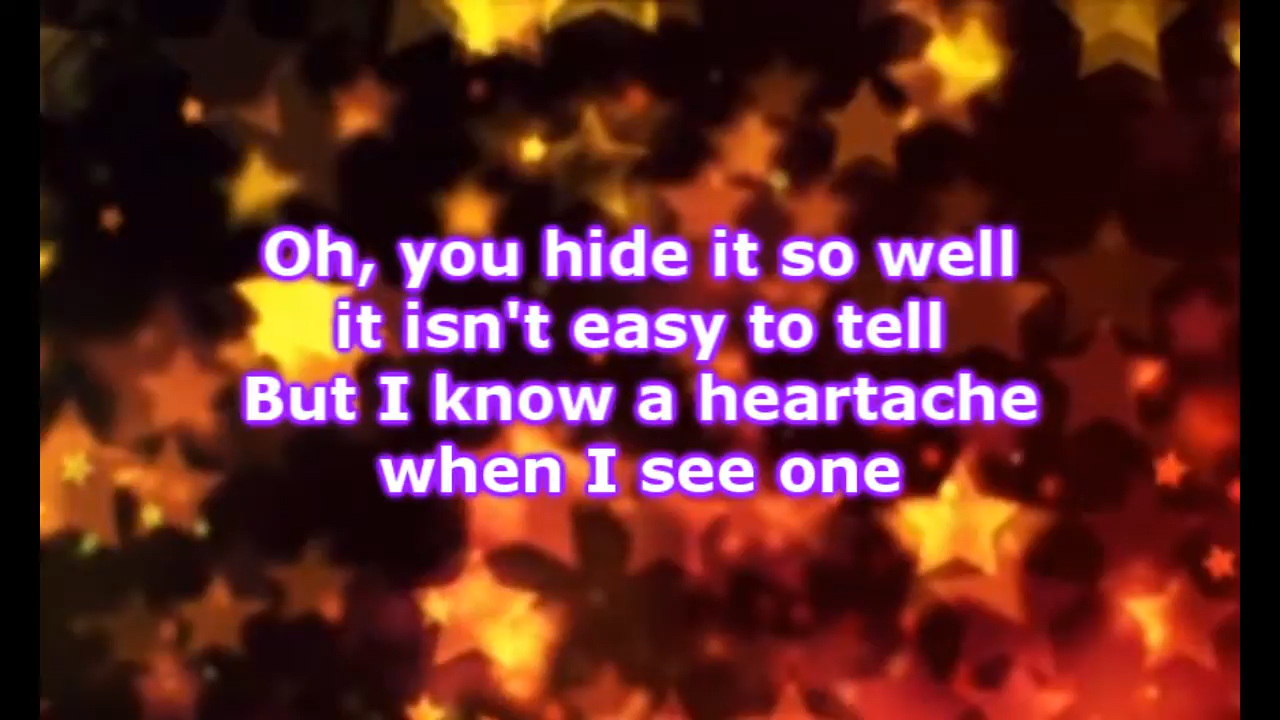 Oh, you hide it so well
it isn't easy to tell
But I know a heartache
when I see one